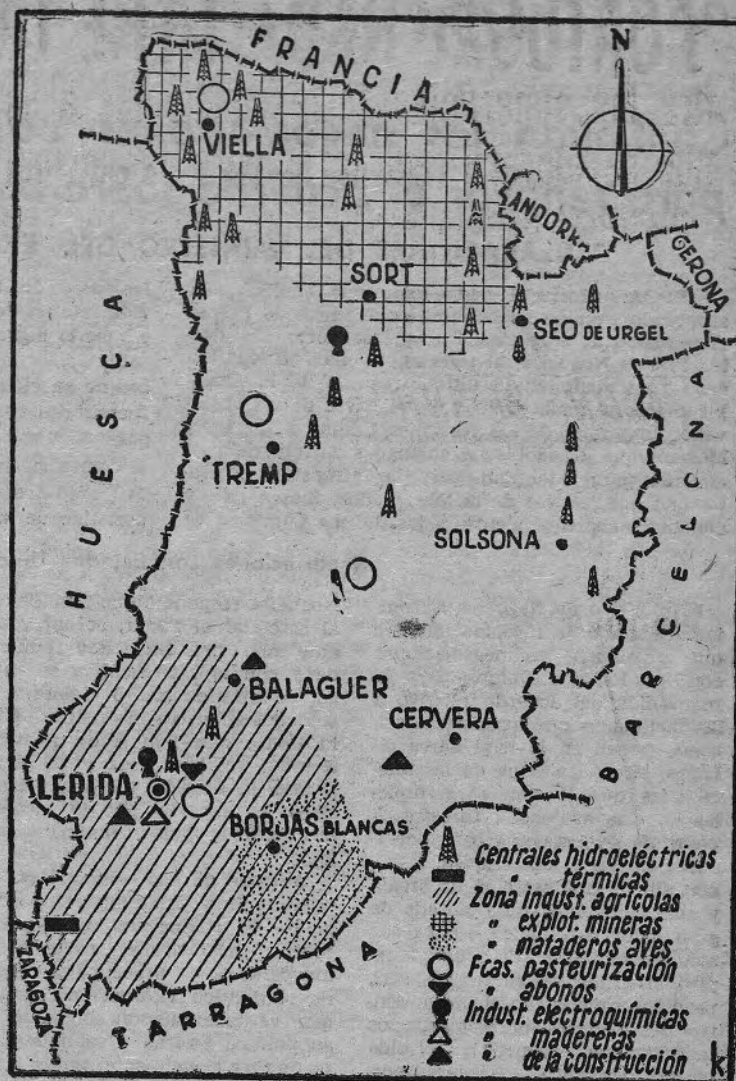 N
FRANCIA
VIELLA
ANDORRA
GERONA
SORT
SEO DE URGEL
HUESCA
TREMP
SOLSONA
BARCELONA
BALAGUER
CERVERA
LERIDA
BORJAS BLANCAS
ZARAGOZA
TARRAGONA
Centrales hidroeléctricas
" térmicas
Zona indust. agrícolas
" explot. mineras
" mataderos aves
Fcas. pasteurización
" abonos
Indust. electroquímicas
" madereras
" de la construcción
k